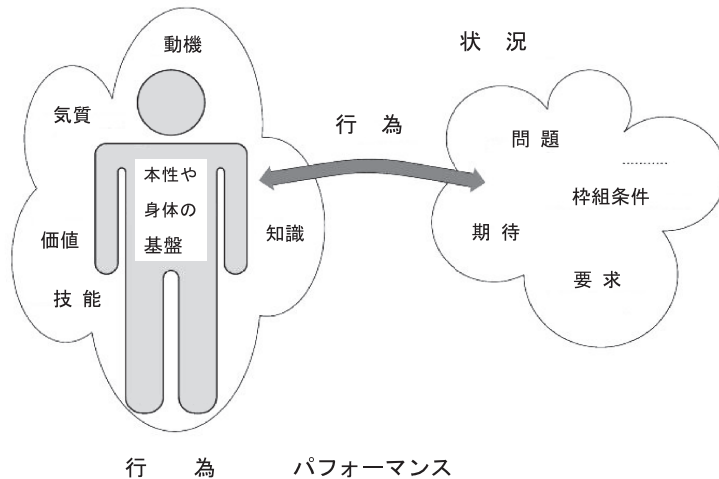 動機
状 況
気質
行 為
問 題
............
本性や
身体の
基盤
枠組条件
価値
知識
期 待
技 能
要 求
行 為 パフォーマンス